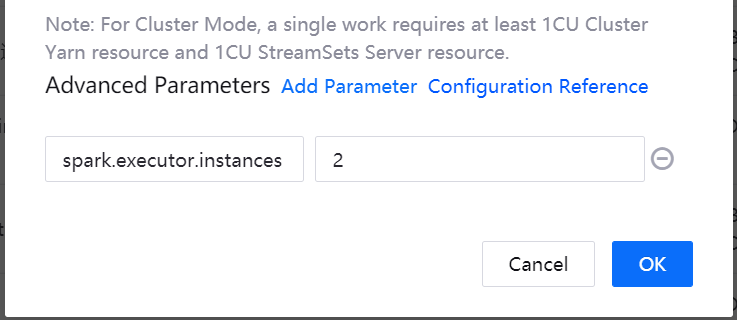 Note: For Cluster Mode, a single work requires at least 1CU Cluster
Yarn resource and 1CU StreamSets Server resource.
Advanced Parameters Add Parameter Configuration Reference
spark.executor.instances 2
Cancel OK